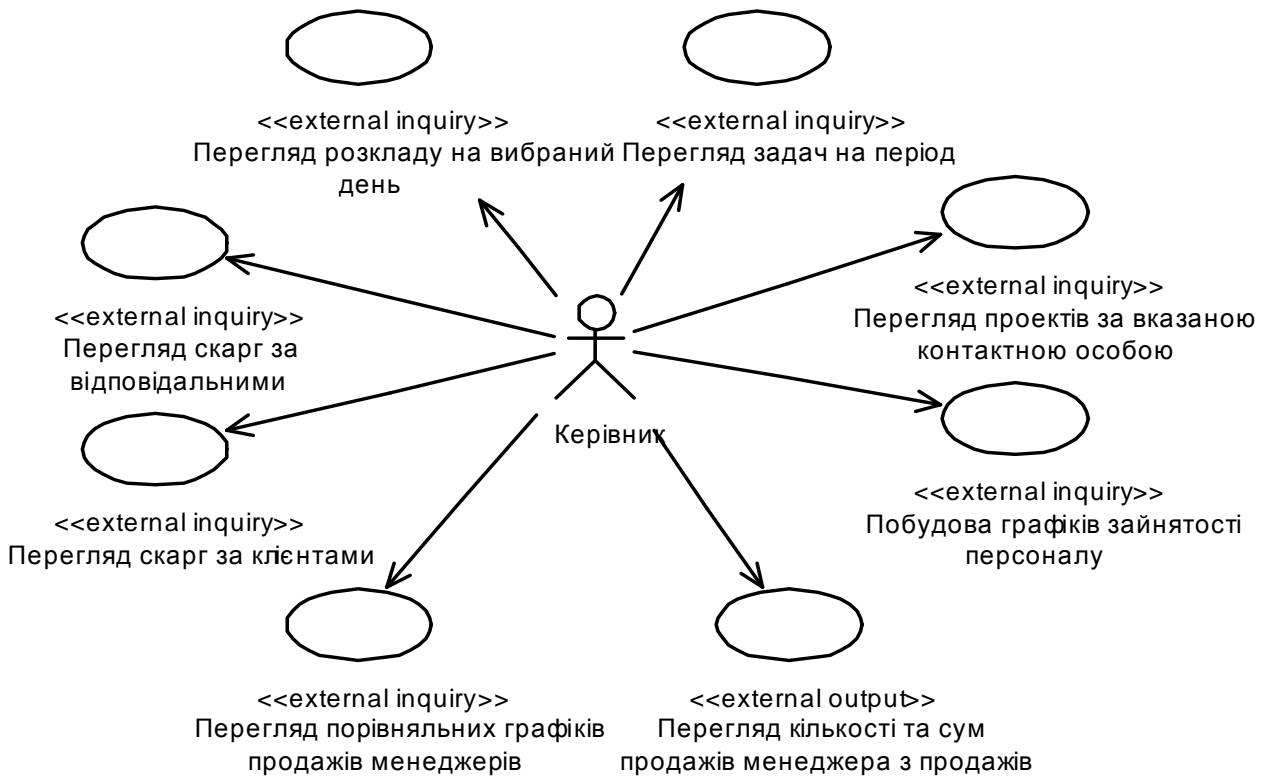 <<external inquiry>>
Перегляд розкладу на вибраний
день
<<external inquiry>>
Перегляд задач на період
<<external inquiry>>
Перегляд скарг за
відповідальними
<<external inquiry>>
Перегляд проектів за вказаною
контактною особою
Керівник
<<external inquiry>>
Перегляд скарг за клієнтами
<<external inquiry>>
Побудова графіків зайнятості
персоналу
<<external inquiry>>
Перегляд порівняльних графіків
продажів менеджерів
<<external output>>
Перегляд кількості та сум
продажів менеджера з продажів